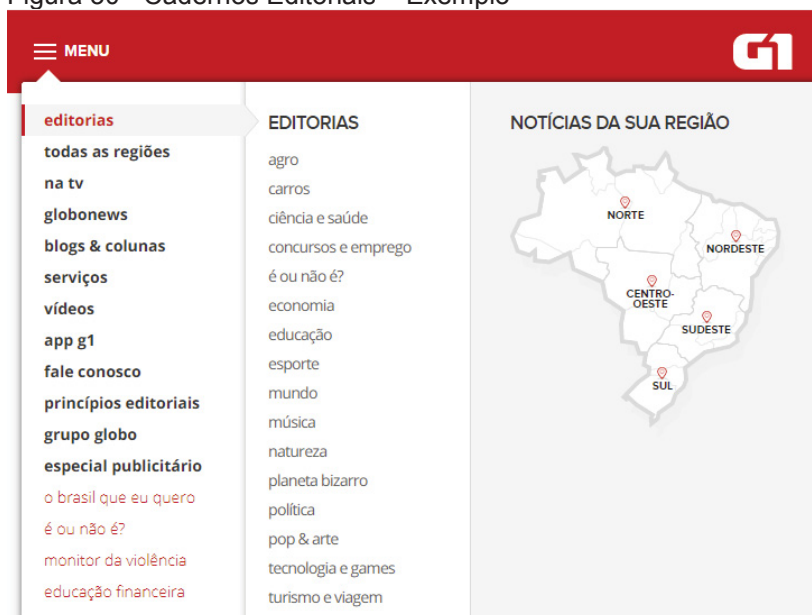 Figura 30 - Cadernos Editoriais – Exemplo
MENU
G1
editorias
todas as regiões
na tv
globonews
blogs & colunas
serviços
vídeos
app g1
fale conosco
princípios editoriais
grupo globo
especial publicitário
o brasil que eu quero
é ou não é?
monitor da violência
educação financeira
EDITORIAS
agro
carros
ciência e saúde
concursos e emprego
é ou não é?
economia
educação
esporte
mundo
música
natureza
planeta bizarro
política
pop & arte
tecnologia e games
turismo e viagem
NOTÍCIAS DA SUA REGIÃO
NORTE
NORDESTE
CENTRO-
OESTE
SUDESTE
SUL